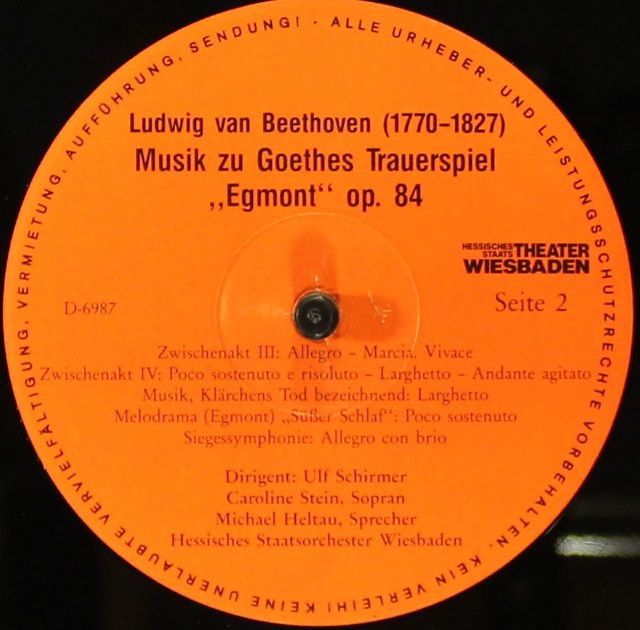 ALLE URHEBER- UND LEISTUNGSSCHUTZRECHTE VORBEHALTEN. KEIN VERLEIH! KEINE UNERLAUBTE VERVIELFÄLTIGUNG, VERMIETUNG, AUFFÜHRUNG, SENDUNG! ·
Ludwig van Beethoven (1770–1827)
Musik zu Goethes Trauerspiel
„Egmont“ op. 84
HESSISCHES
STAATSTHEATER
WIESBADEN
D-6987
Seite 2
Zwischenakt III: Allegro – Marcia. Vivace
Zwischenakt IV: Poco sostenuto e risoluto – Larghetto – Andante agitato
Musik, Klärchens Tod bezeichnend: Larghetto
Melodrama (Egmont) „Süßer Schlaf“: Poco sostenuto
Siegessymphonie: Allegro con brio
Dirigent: Ulf Schirmer
Caroline Stein, Sopran
Michael Heltau, Sprecher
Hessisches Staatsorchester Wiesbaden